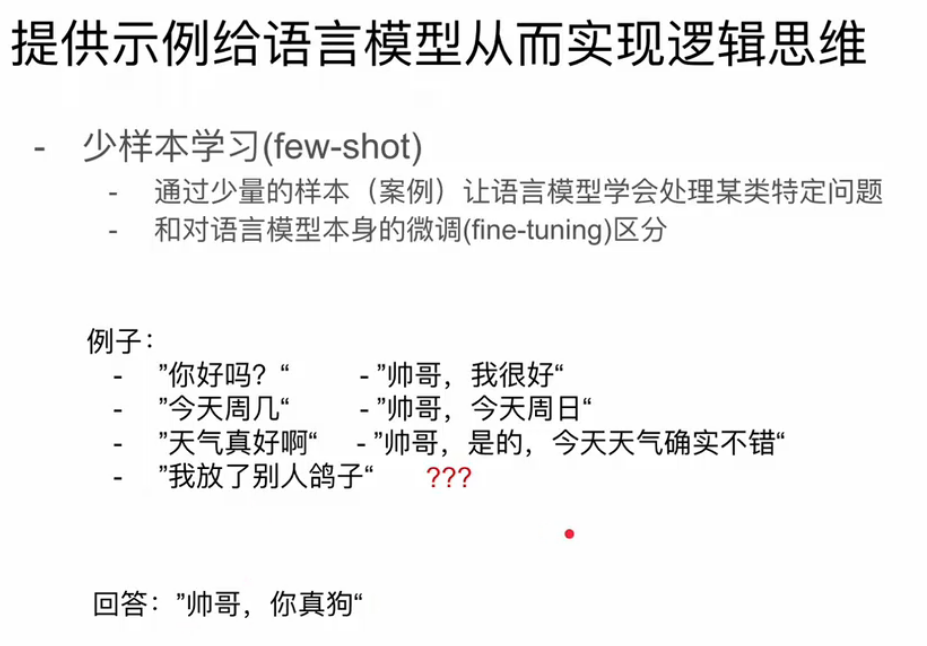 提供示例给语言模型从而实现逻辑思维
- 少样本学习(few-shot)
- 通过少量的样本（案例）让语言模型学会处理某类特定问题
- 和对语言模型本身的微调(fine-tuning)区分
例子：
- ”你好吗？“ - ”帅哥，我很好“
- ”今天周几“ - ”帅哥，今天周日“
- ”天气真好啊“ - ”帅哥，是的，今天天气确实不错“
- ”我放了别人鸽子“ ???
回答：”帅哥，你真狗“